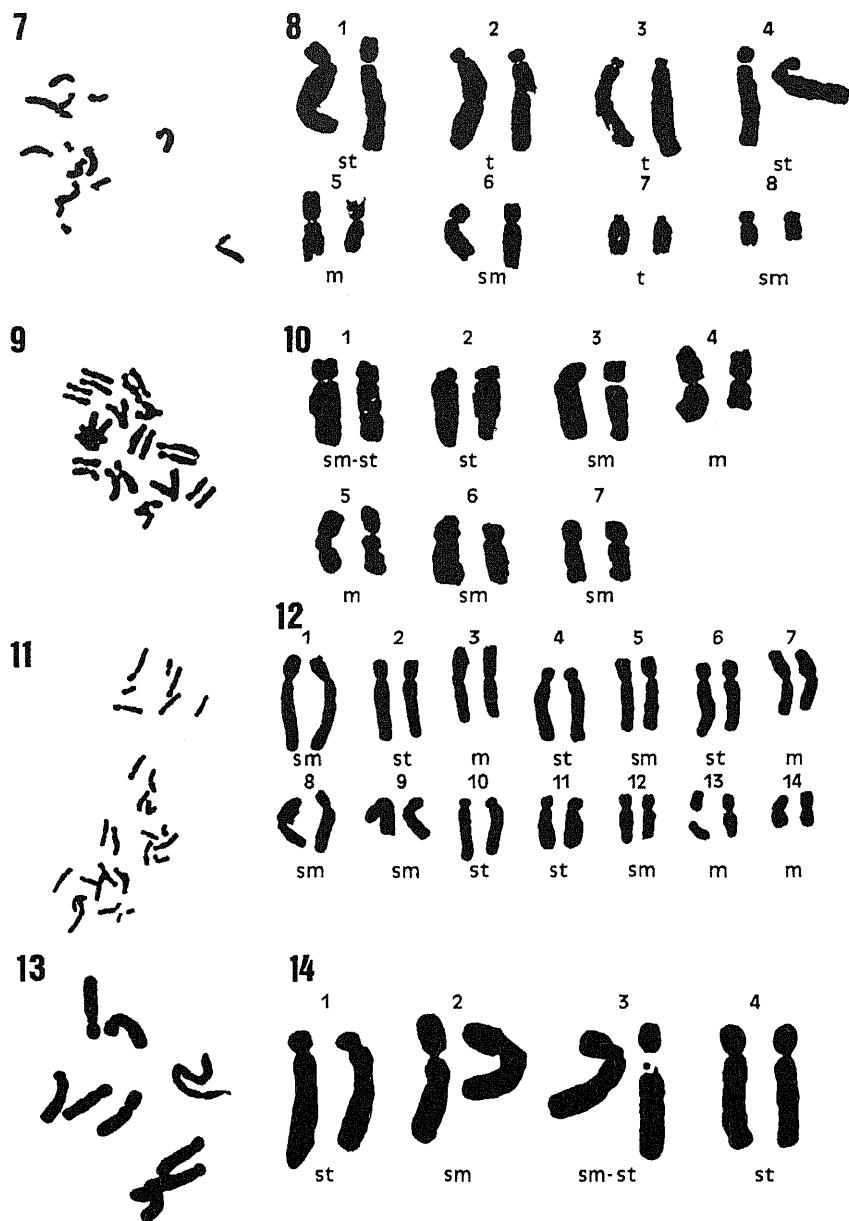 7
8
1 2 3 4
st t t st
5 6 7 8
m sm t sm
9
10
1 2 3 4
sm-st st sm m
5 6 7
m sm sm
11
12
1 2 3 4 5 6 7
sm st m st sm st m
8 9 10 11 12 13 14
sm sm st st sm m m
13
14
1 2 3 4
st sm sm-st st